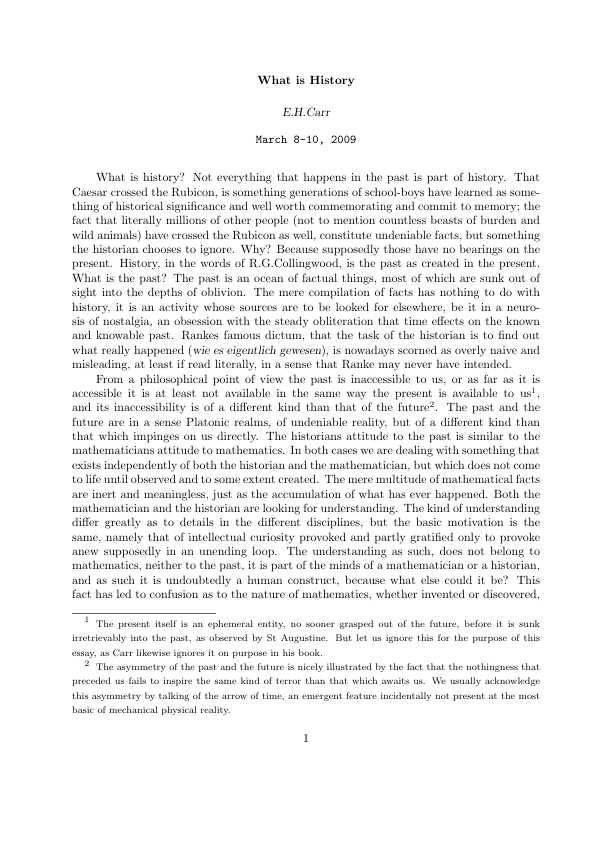 What is History
E.H.Carr
March 8-10, 2009
What is history? Not everything that happens in the past is part of history. That
Caesar crossed the Rubicon, is something generations of school-boys have learned as some-
thing of historical significance and well worth commemorating and commit to memory; the
fact that literally millions of other people (not to mention countless beasts of burden and
wild animals) have crossed the Rubicon as well, constitute undeniable facts, but something
the historian chooses to ignore. Why? Because supposedly those have no bearings on the
present. History, in the words of R.G.Collingwood, is the past as created in the present.
What is the past? The past is an ocean of factual things, most of which are sunk out of
sight into the depths of oblivion. The mere compilation of facts has nothing to do with
history, it is an activity whose sources are to be looked for elsewhere, be it in a neuro-
sis of nostalgia, an obsession with the steady obliteration that time effects on the known
and knowable past. Rankes famous dictum, that the task of the historian is to find out
what really happened (wie es eigentlich gewesen), is nowadays scorned as overly naive and
misleading, at least if read literally, in a sense that Ranke may never have intended.
From a philosophical point of view the past is inaccessible to us, or as far as it is
accessible it is at least not available in the same way the present is available to us¹,
and its inaccessibility is of a different kind than that of the future². The past and the
future are in a sense Platonic realms, of undeniable reality, but of a different kind than
that which impinges on us directly. The historians attitude to the past is similar to the
mathematicians attitude to mathematics. In both cases we are dealing with something that
exists independently of both the historian and the mathematician, but which does not come
to life until observed and to some extent created. The mere multitude of mathematical facts
are inert and meaningless, just as the accumulation of what has ever happened. Both the
mathematician and the historian are looking for understanding. The kind of understanding
differ greatly as to details in the different disciplines, but the basic motivation is the
same, namely that of intellectual curiosity provoked and partly gratified only to provoke
anew supposedly in an unending loop. The understanding as such, does not belong to
mathematics, neither to the past, it is part of the minds of a mathematician or a historian,
and as such it is undoubtedly a human construct, because what else could it be? This
fact has led to confusion as to the nature of mathematics, whether invented or discovered,
¹ The present itself is an ephemeral entity, no sooner grasped out of the future, before it is sunk
irretrievably into the past, as observed by St Augustine. But let us ignore this for the purpose of this
essay, as Carr likewise ignores it on purpose in his book.
² The asymmetry of the past and the future is nicely illustrated by the fact that the nothingness that
preceded us fails to inspire the same kind of terror than that which awaits us. We usually acknowledge
this asymmetry by talking of the arrow of time, an emergent feature incidentally not present at the most
basic of mechanical physical reality.
1